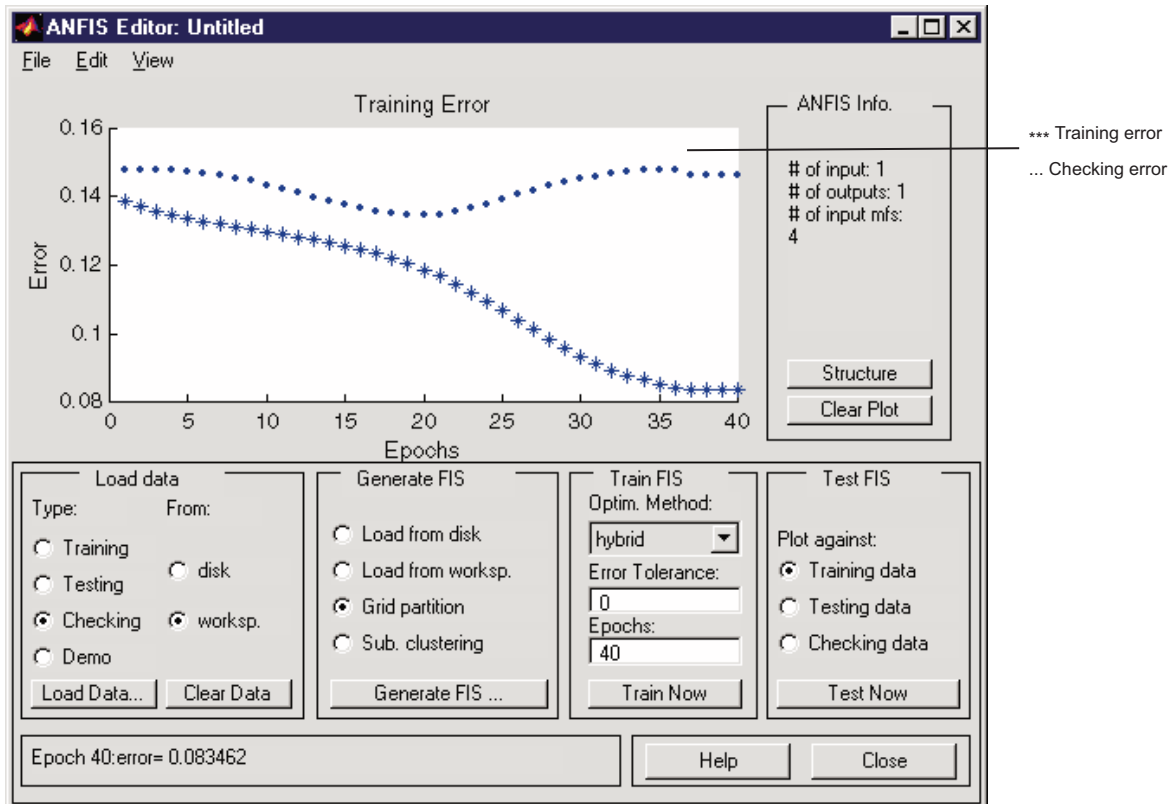 ANFIS Editor: Untitled
File Edit View
Training Error
0.16
0.14
0.12
0.1
0.08
Error
0 5 10 15 20 25 30 35 40
Epochs
ANFIS Info.
# of input: 1
# of outputs: 1
# of input mfs:
4
Structure
Clear Plot
*** Training error
... Checking error
Load data
Type: From:
Training
Testing
Checking
Demo
disk
worksp.
Load Data... Clear Data
Generate FIS
Load from disk
Load from worksp.
Grid partition
Sub. clustering
Generate FIS ...
Train FIS
Optim. Method:
hybrid
Error Tolerance:
0
Epochs:
40
Train Now
Test FIS
Plot against:
Training data
Testing data
Checking data
Test Now
Epoch 40:error= 0.083462
Help
Close